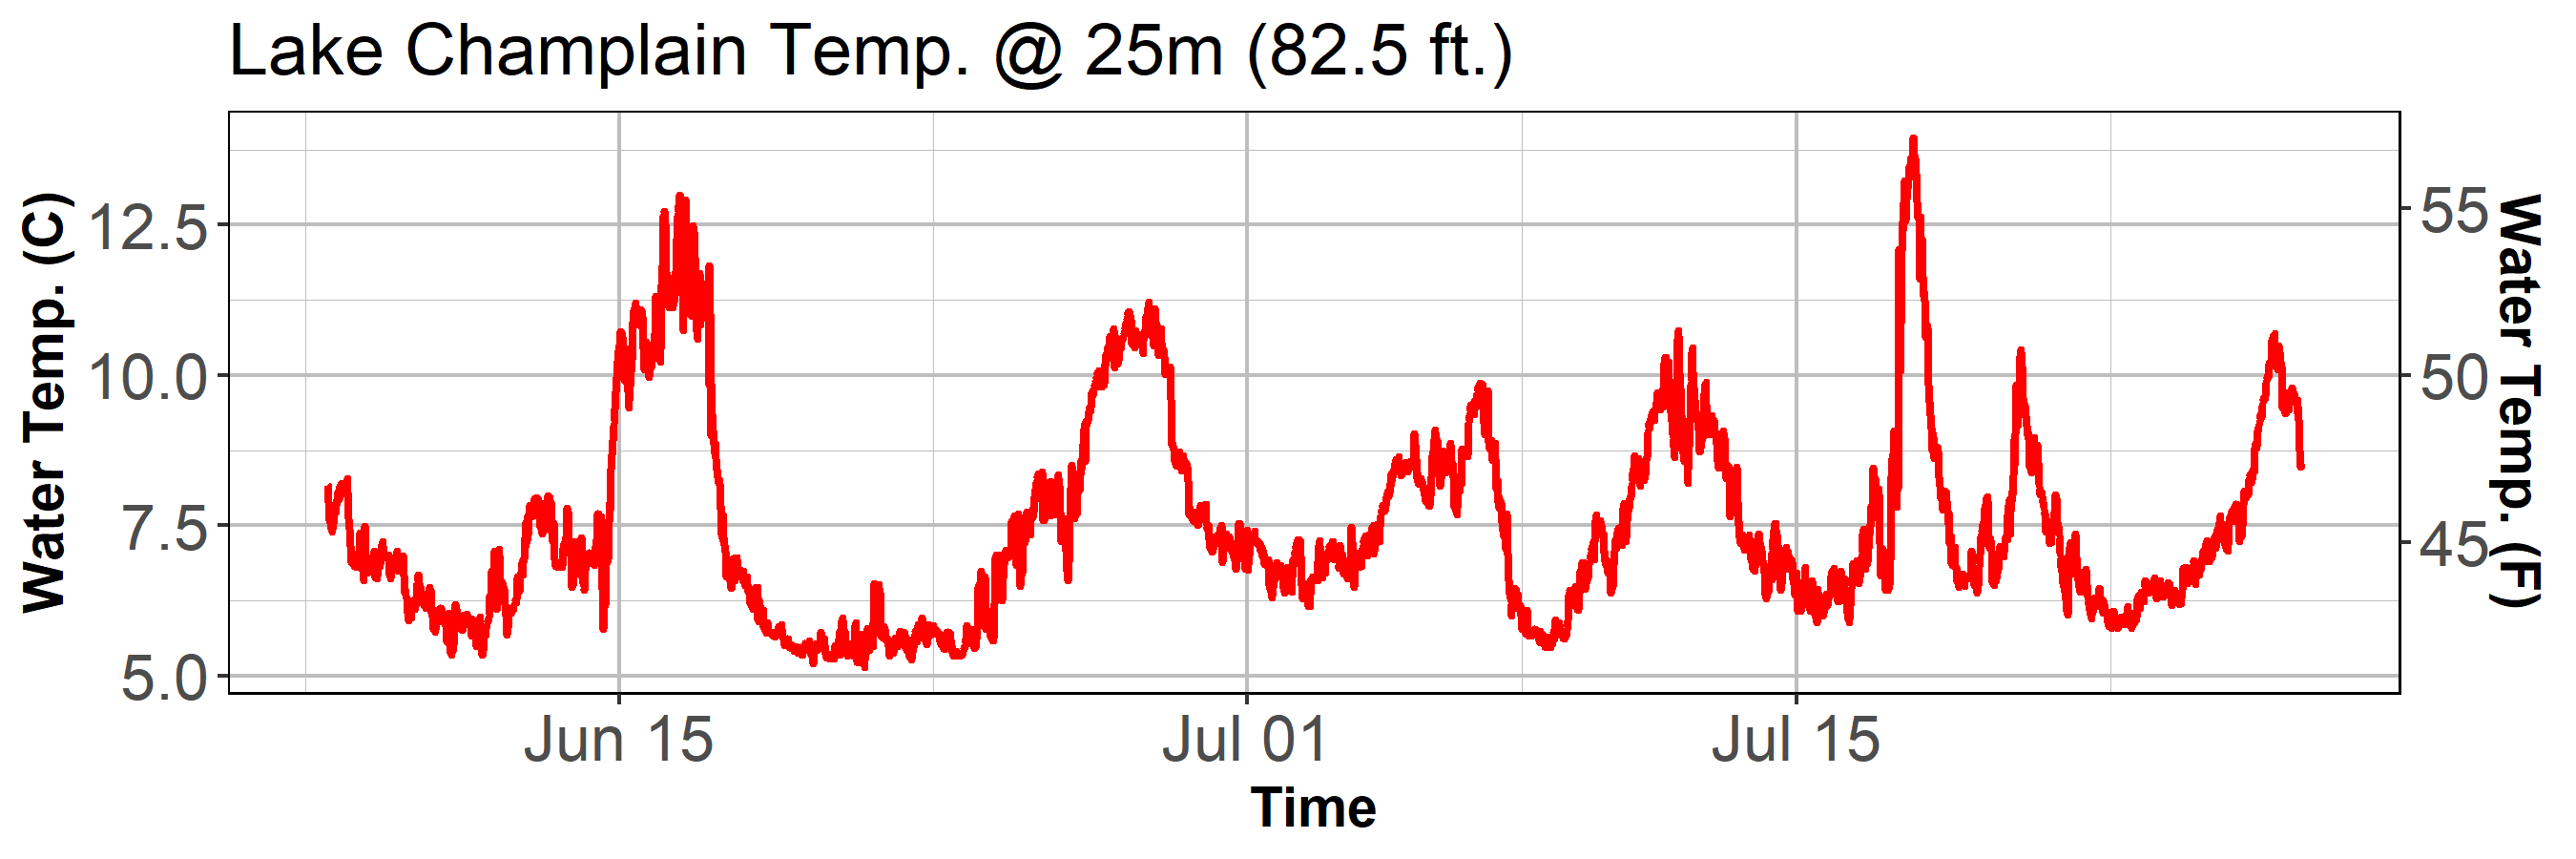 Lake Champlain Temp. @ 25m (82.5 ft.)
Water Temp. (C)
12.5
10.0
7.5
5.0
55
50
45
Water Temp. (F)
Jun 15
Jul 01
Jul 15
Time